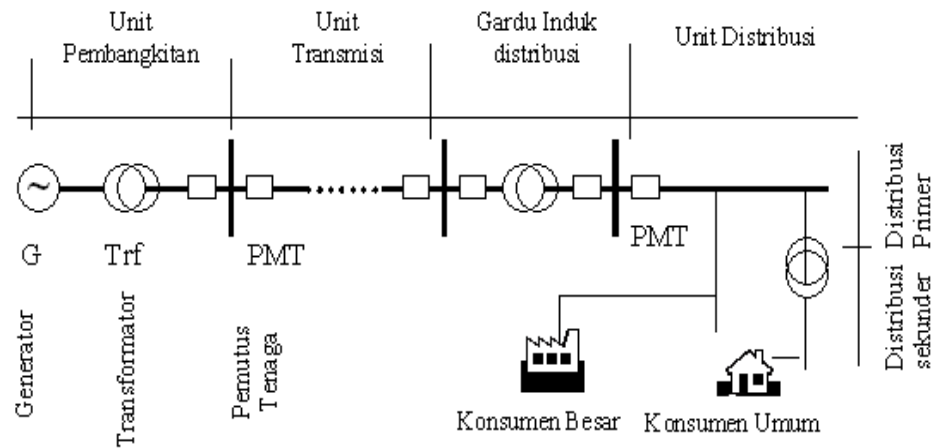 Unit
Pembangkitan
Unit
Transmisi
Gardu Induk
distribusi
Unit Distribusi
~
G
Trf
PMT
PMT
Generator
Transformator
Pemutus
Tenaga
Konsumen Besar
Konsumen Umum
Distribusi
Primer
Distribusi
sekunder